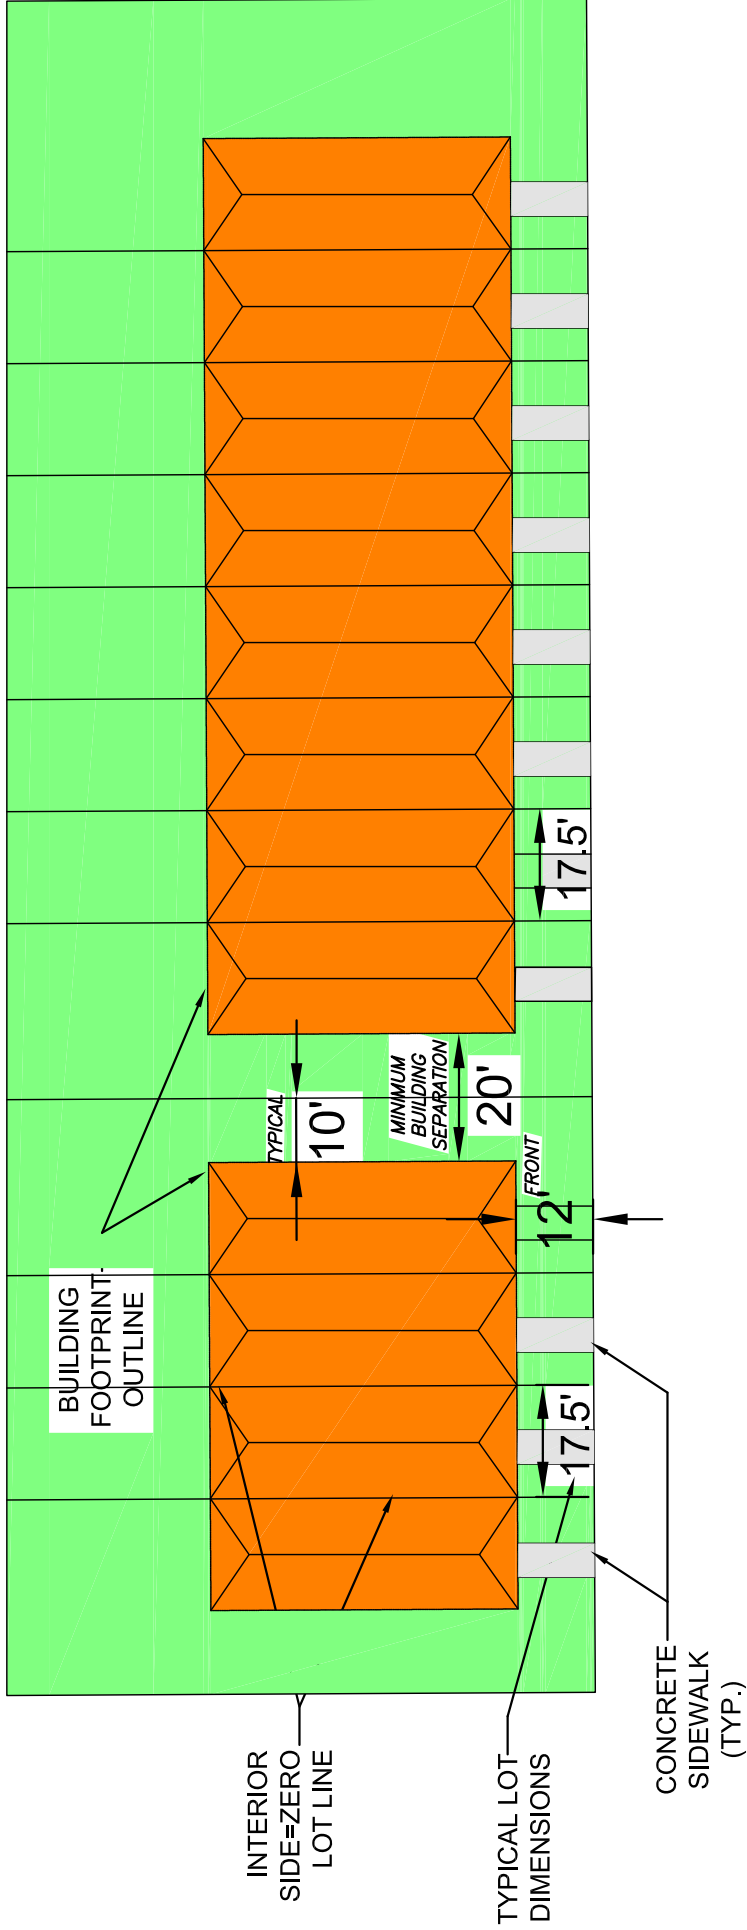 BUILDING
FOOTPRINT
OUTLINE
TYPICAL
10'
MINIMUM
BUILDING
SEPARATION
20'
FRONT
12'
17.5'
17.5'
INTERIOR
SIDE=ZERO
LOT LINE
TYPICAL LOT
DIMENSIONS
CONCRETE
SIDEWALK
(TYP.)